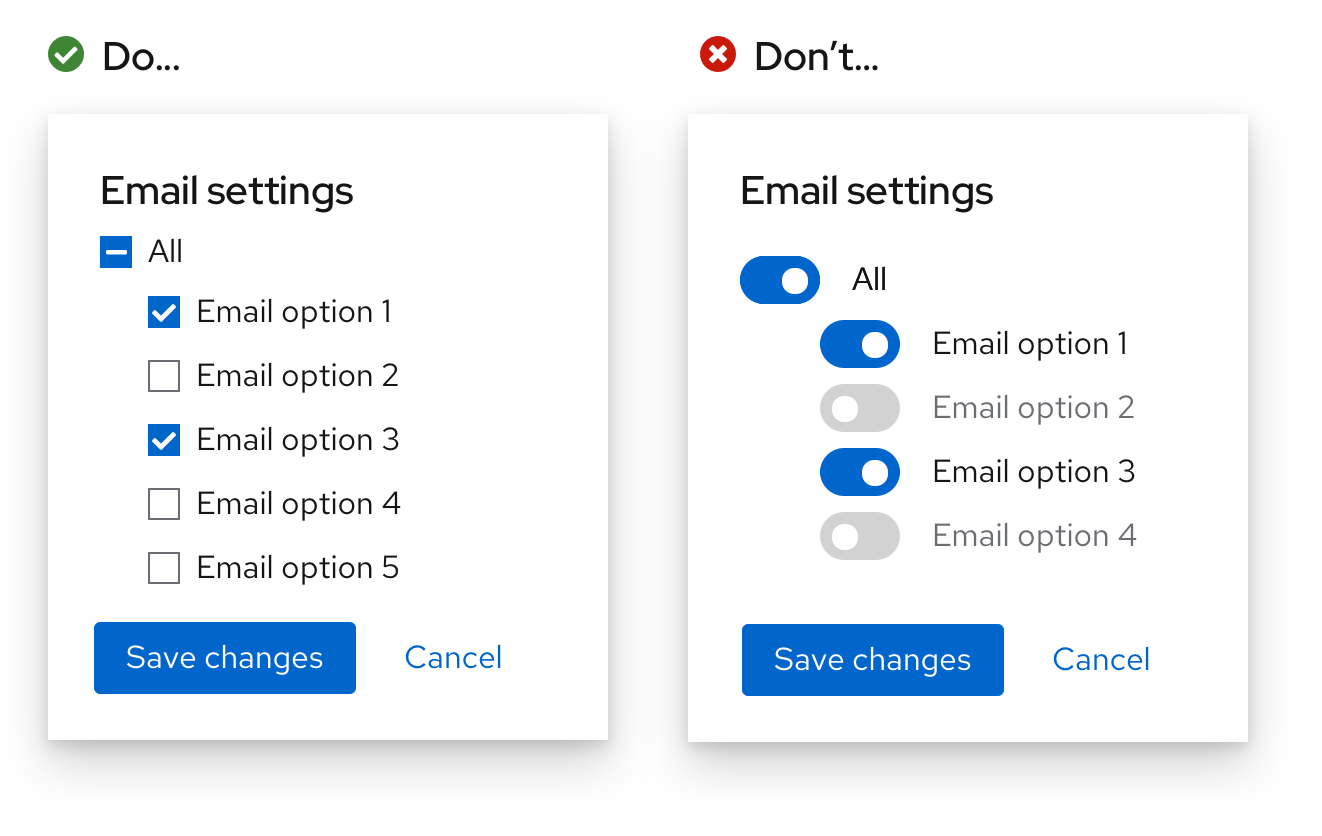 Do...
Email settings
All
Email option 1
Email option 2
Email option 3
Email option 4
Email option 5
Save changes
Cancel
Don’t...
Email settings
All
Email option 1
Email option 2
Email option 3
Email option 4
Save changes
Cancel